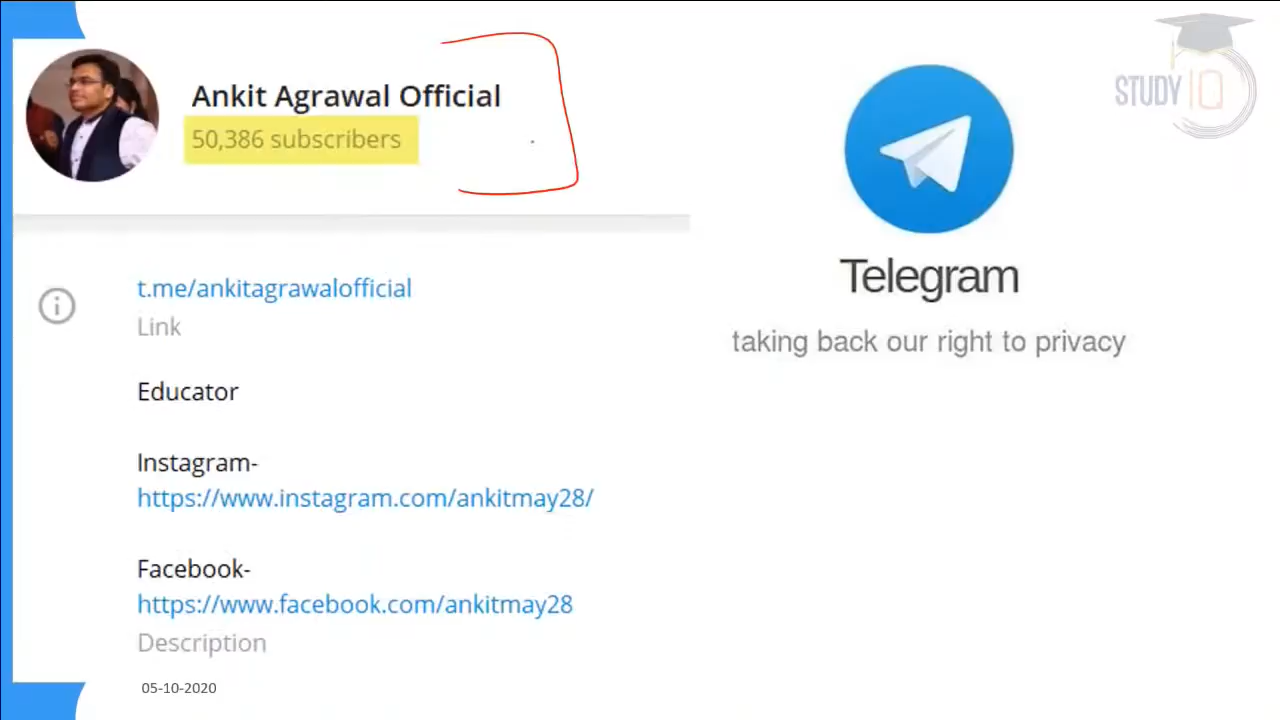 Ankit Agrawal Official
50,386 subscribers
t.me/ankitagrawalofficial
Link
Educator
Instagram-
https://www.instagram.com/ankitmay28/
Facebook-
https://www.facebook.com/ankitmay28
Description
05-10-2020
STUDY IQ
Telegram
taking back our right to privacy